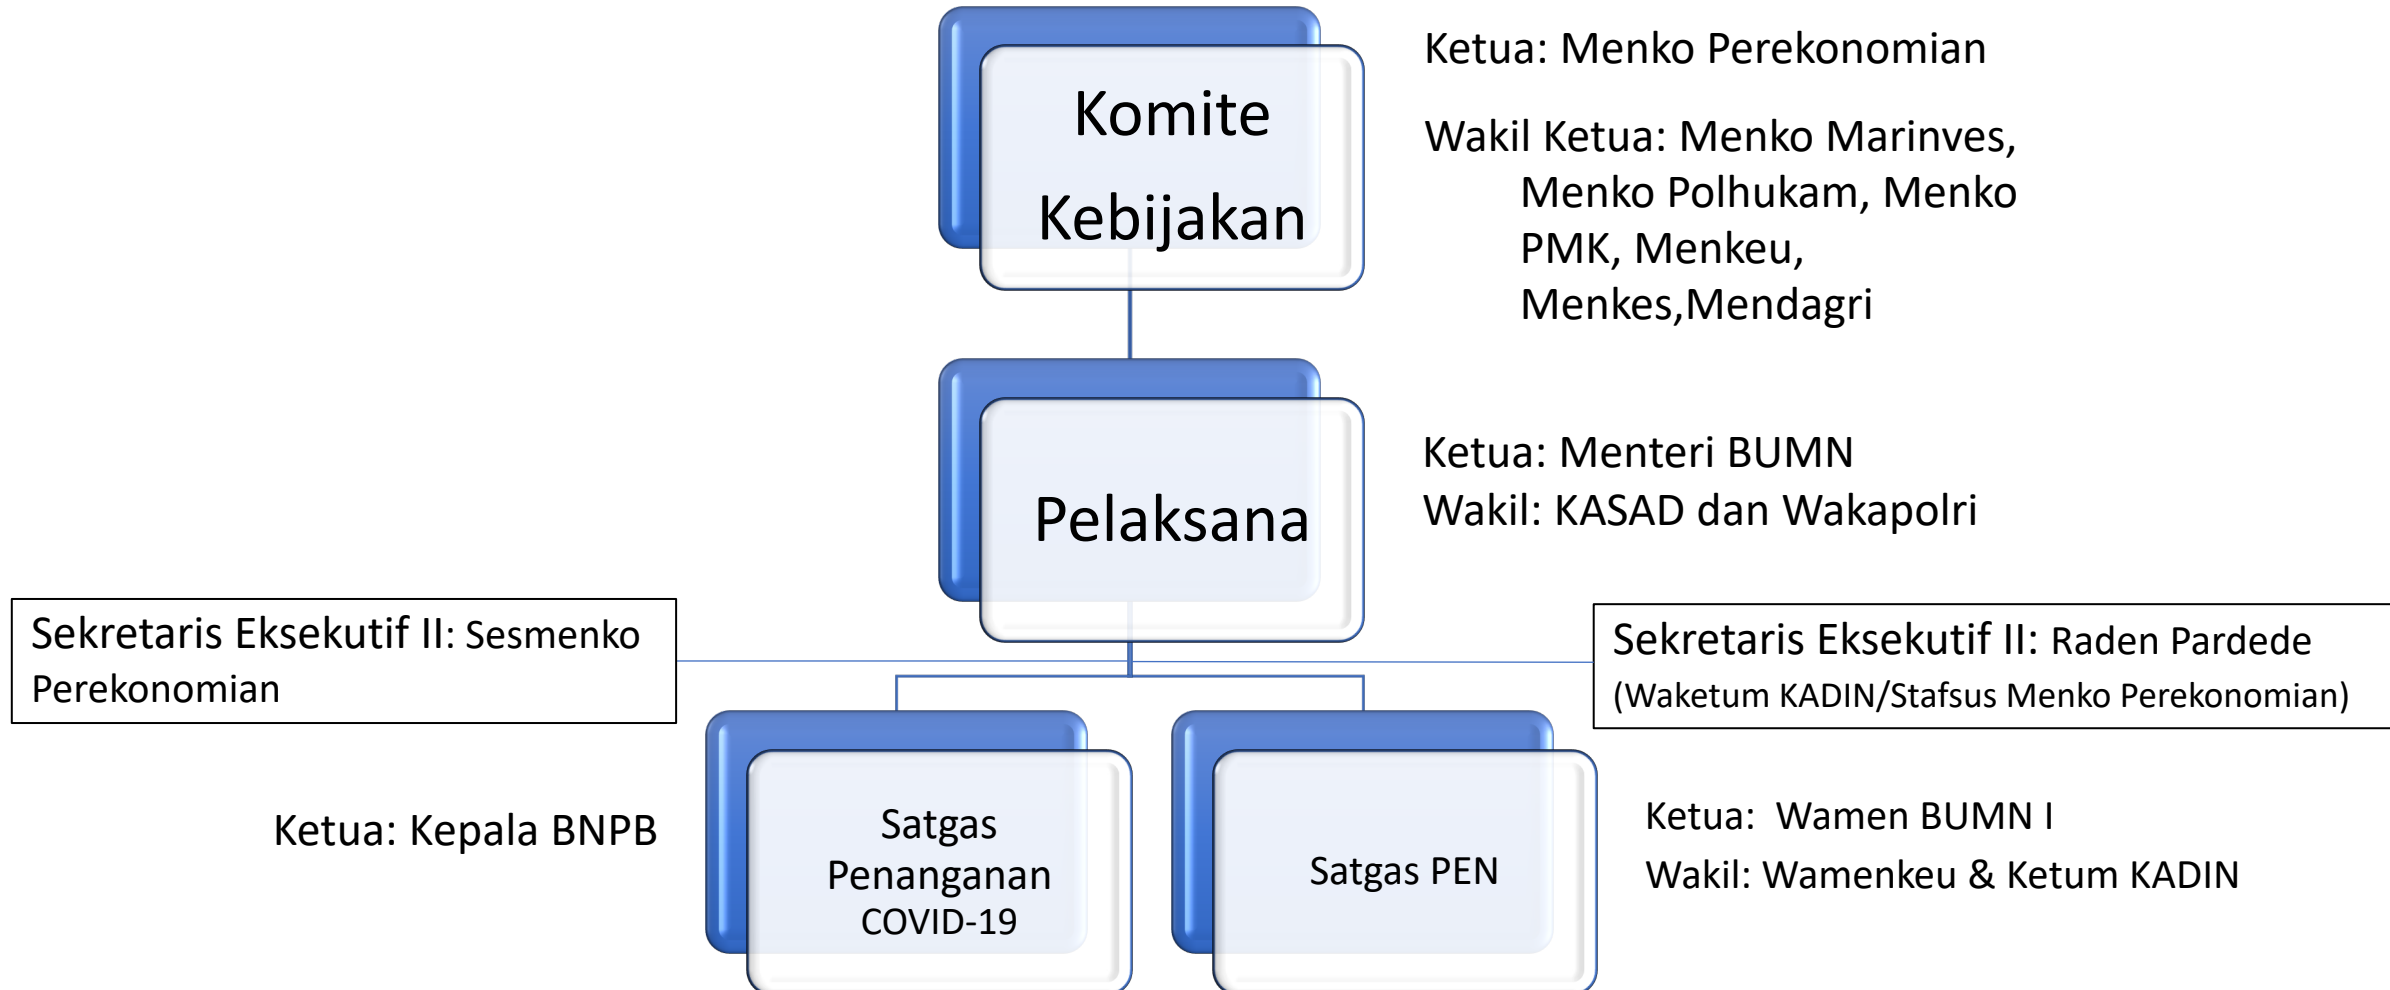 Komite
Kebijakan
Ketua: Menko Perekonomian
Wakil Ketua: Menko Marinves,
Menko Polhukam, Menko
PMK, Menkeu,
Menkes,Mendagri
Pelaksana
Ketua: Menteri BUMN
Wakil: KASAD dan Wakapolri
Sekretaris Eksekutif II: Sesmenko
Perekonomian
Sekretaris Eksekutif II: Raden Pardede
(Waketum KADIN/Stafsus Menko Perekonomian)
Ketua: Kepala BNPB
Satgas
Penanganan
COVID-19
Satgas PEN
Ketua:  Wamen BUMN I
Wakil: Wamenkeu & Ketum KADIN